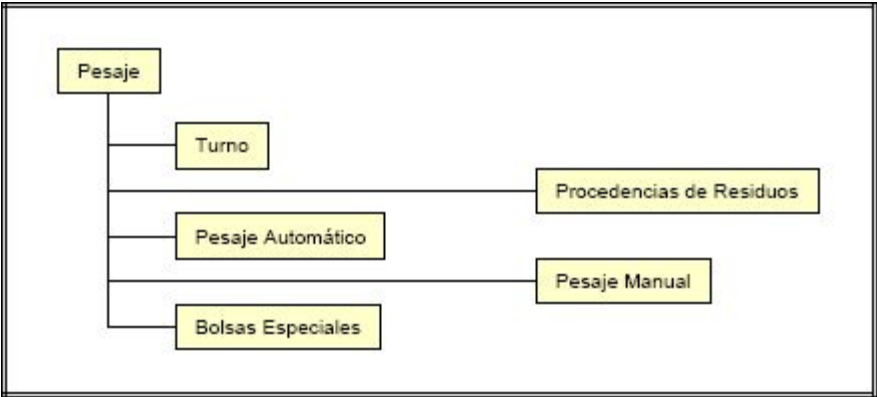 Pesaje
Turno
Procedencias de Residuos
Pesaje Automático
Pesaje Manual
Bolsas Especiales